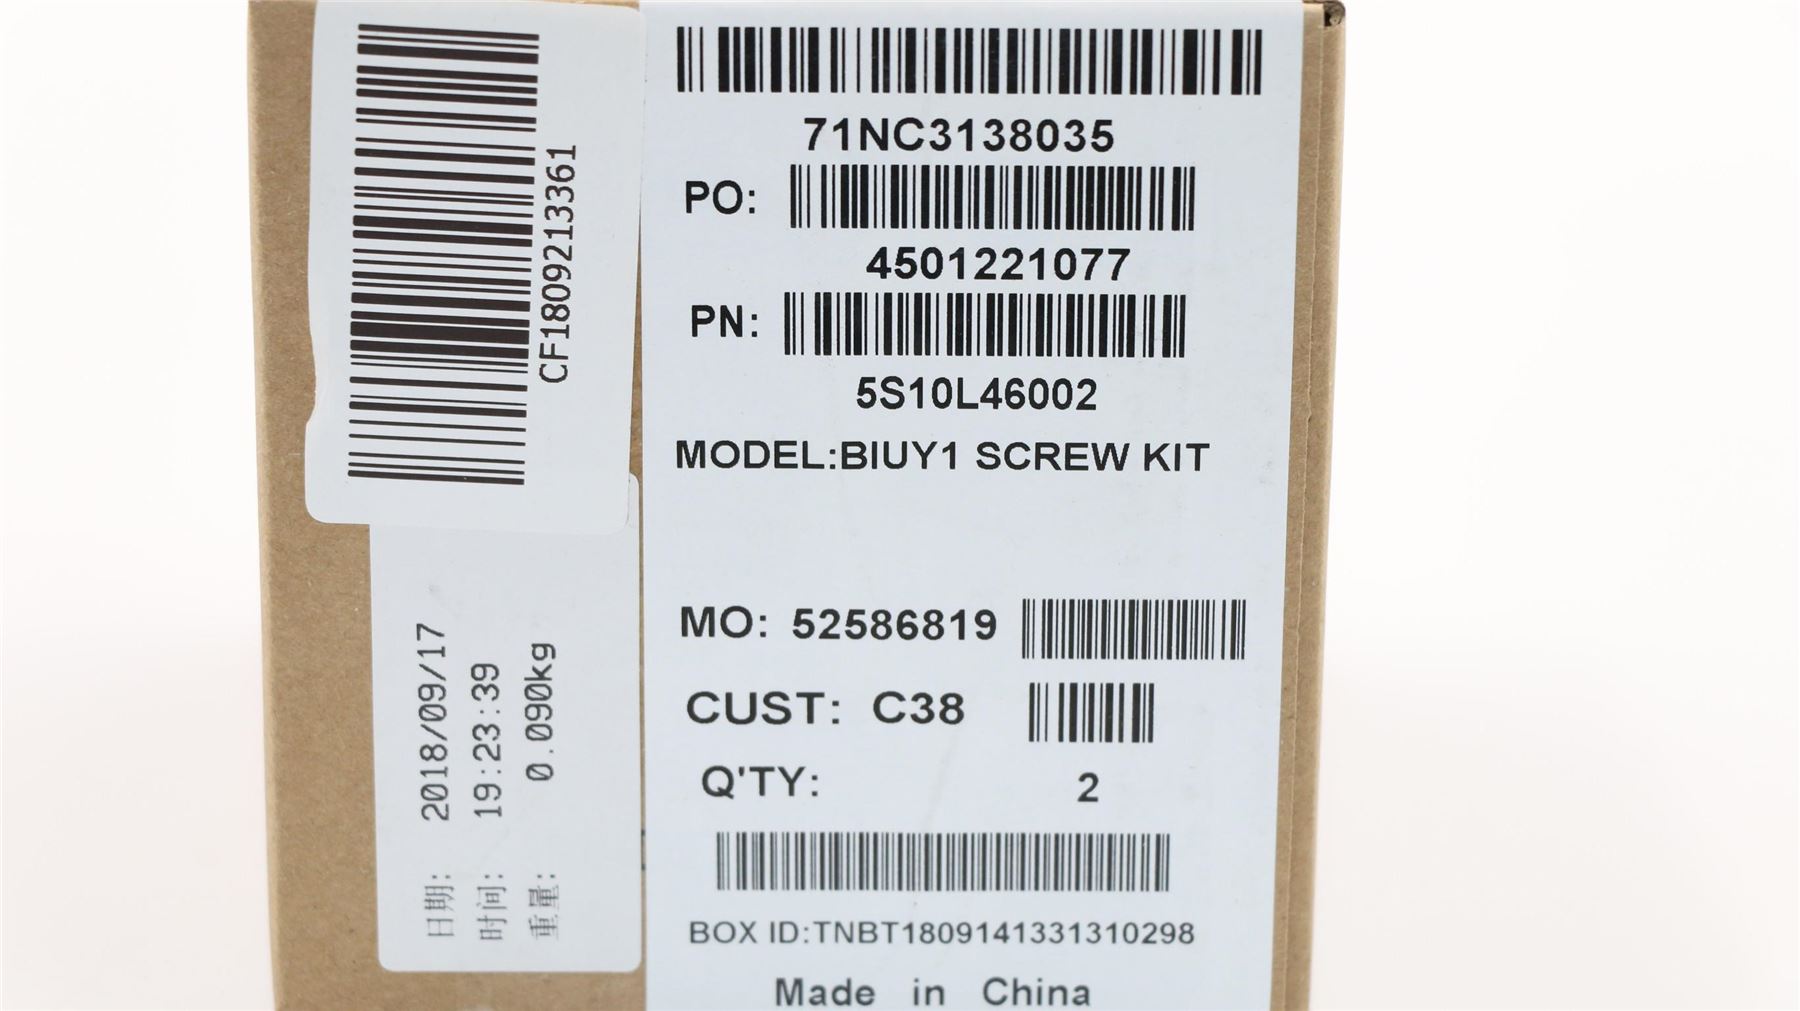 CF1809213361
日期: 2018/09/17
时间: 19:23:39
重量: 0.090kg
71NC3138035
PO:
4501221077
PN:
5S10L46002
MODEL:BIUY1 SCREW KIT
MO: 52586819
CUST: C38
Q'TY: 2
BOX ID:TNBT1809141331310298
Made in China